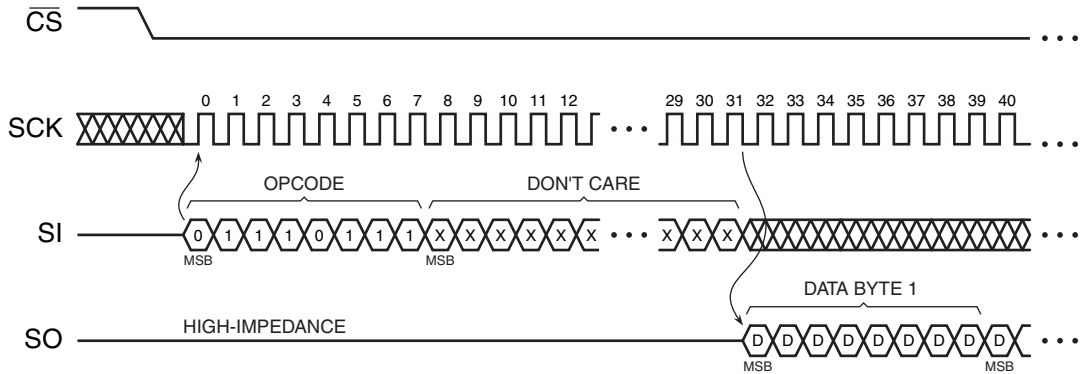 CS
SCK 0 1 2 3 4 5 6 7 8 9 10 11 12 29 30 31 32 33 34 35 36 37 38 39 40
OPCODE DON'T CARE
SI 0 1 1 1 0 1 1 1 X X X X X X X X X
MSB MSB
DATA BYTE 1
HIGH-IMPEDANCE
SO D D D D D D D D D
MSB MSB